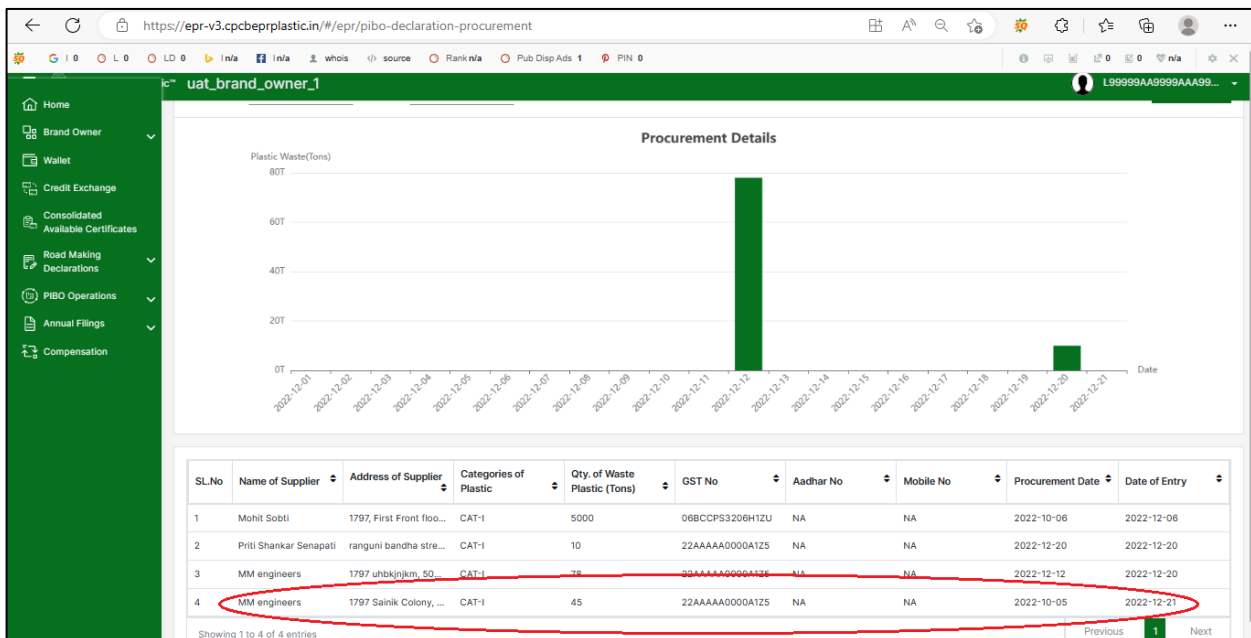 https://epr-v3.cpcbeprplastic.in/#/epr/pibo-declaration-procurement
I 0 L 0 LD 0 I n/a I n/a whois source Rank n/a Pub Disp Ads 1 PIN 0 0 0 n/a
ic™ uat_brand_owner_1 L99999AA9999AAA99...
Home
Brand Owner
Wallet
Credit Exchange
Consolidated
Available Certificates
Road Making
Declarations
PIBO Operations
Annual Filings
Compensation
Procurement Details
Plastic Waste(Tons)
80T
60T
40T
20T
0T
Date
2022-12-01 2022-12-02 2022-12-03 2022-12-04 2022-12-05 2022-12-06 2022-12-07 2022-12-08 2022-12-09 2022-12-10 2022-12-11 2022-12-12 2022-12-13 2022-12-14 2022-12-15 2022-12-16 2022-12-17 2022-12-18 2022-12-19 2022-12-20 2022-12-21
SL.No Name of Supplier Address of Supplier Categories of Plastic Qty. of Waste Plastic (Tons) GST No Aadhar No Mobile No Procurement Date Date of Entry
1 Mohit Sobti 1797, First Front floo... CAT-I 5000 06BCCPS3206H1ZU NA NA 2022-10-06 2022-12-06
2 Priti Shankar Senapati ranguni bandha stre... CAT-I 10 22AAAAA0000A1Z5 NA NA 2022-12-20 2022-12-20
3 MM engineers 1797 uhbkjnjkm, 50... CAT-I 78 22AAAAA0000A1Z5 NA NA 2022-12-12 2022-12-20
4 MM engineers 1797 Sainik Colony, ... CAT-I 45 22AAAAA0000A1Z5 NA NA 2022-10-05 2022-12-21
Showing 1 to 4 of 4 entries Previous 1 Next